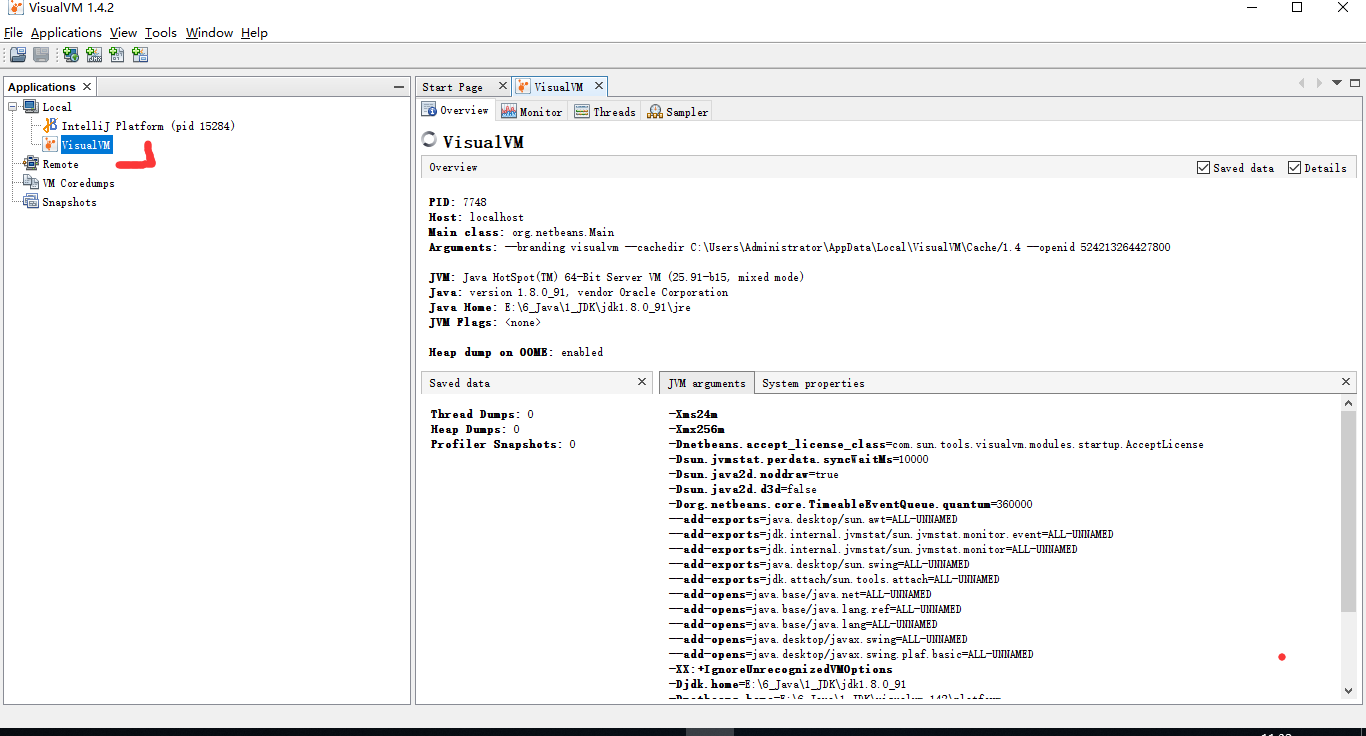 VisualVM 1.4.2
File Applications View Tools Window Help
Applications
Local
IntelliJ Platform (pid 15284)
VisualVM
Remote
VM Coredumps
Snapshots
Start Page VisualVM
Overview Monitor Threads Sampler
VisualVM
Overview Saved data Details
PID: 7748
Host: localhost
Main class: org.netbeans.Main
Arguments: --branding visualvm --cachedir C:\Users\Administrator\AppData\Local\VisualVM\Cache/1.4 --openid 524213264427800
JVM: Java HotSpot(TM) 64-Bit Server VM (25.91-b15, mixed mode)
Java: version 1.8.0_91, vendor Oracle Corporation
Java Home: E:\6_Java\1_JDK\jdk1.8.0_91\jre
JVM Flags: <none>
Heap dump on OOME: enabled
Saved data
Thread Dumps: 0
Heap Dumps: 0
Profiler Snapshots: 0
JVM arguments System properties
-Xms24m
-Xmx256m
-Dnetbeans.accept_license_class=com.sun.tools.visualvm.modules.startup.AcceptLicense
-Dsun.jvmstat.perdata.syncWaitMs=10000
-Dsun.java2d.noddraw=true
-Dsun.java2d.d3d=false
-Dorg.netbeans.core.TimeableEventQueue.quantum=360000
--add-exports=java.desktop/sun.awt=ALL-UNNAMED
--add-exports=jdk.internal.jvmstat/sun.jvmstat.monitor.event=ALL-UNNAMED
--add-exports=jdk.internal.jvmstat/sun.jvmstat.monitor=ALL-UNNAMED
--add-exports=java.desktop/sun.swing=ALL-UNNAMED
--add-exports=jdk.attach/sun.tools.attach=ALL-UNNAMED
--add-opens=java.base/java.net=ALL-UNNAMED
--add-opens=java.base/java.lang.ref=ALL-UNNAMED
--add-opens=java.base/java.lang=ALL-UNNAMED
--add-opens=java.desktop/javax.swing=ALL-UNNAMED
--add-opens=java.desktop/javax.swing.plaf.basic=ALL-UNNAMED
-XX:+IgnoreUnrecognizedVMOptions
-Djdk.home=E:\6_Java\1_JDK\jdk1.8.0_91